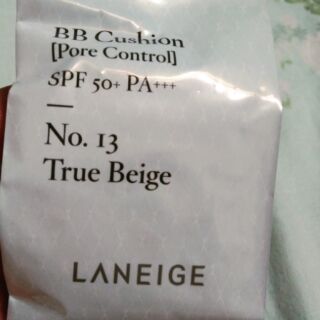 BB Cushion
[Pore Control]
SPF 50+ PA+++
No. 13
True Beige
LANEIGE